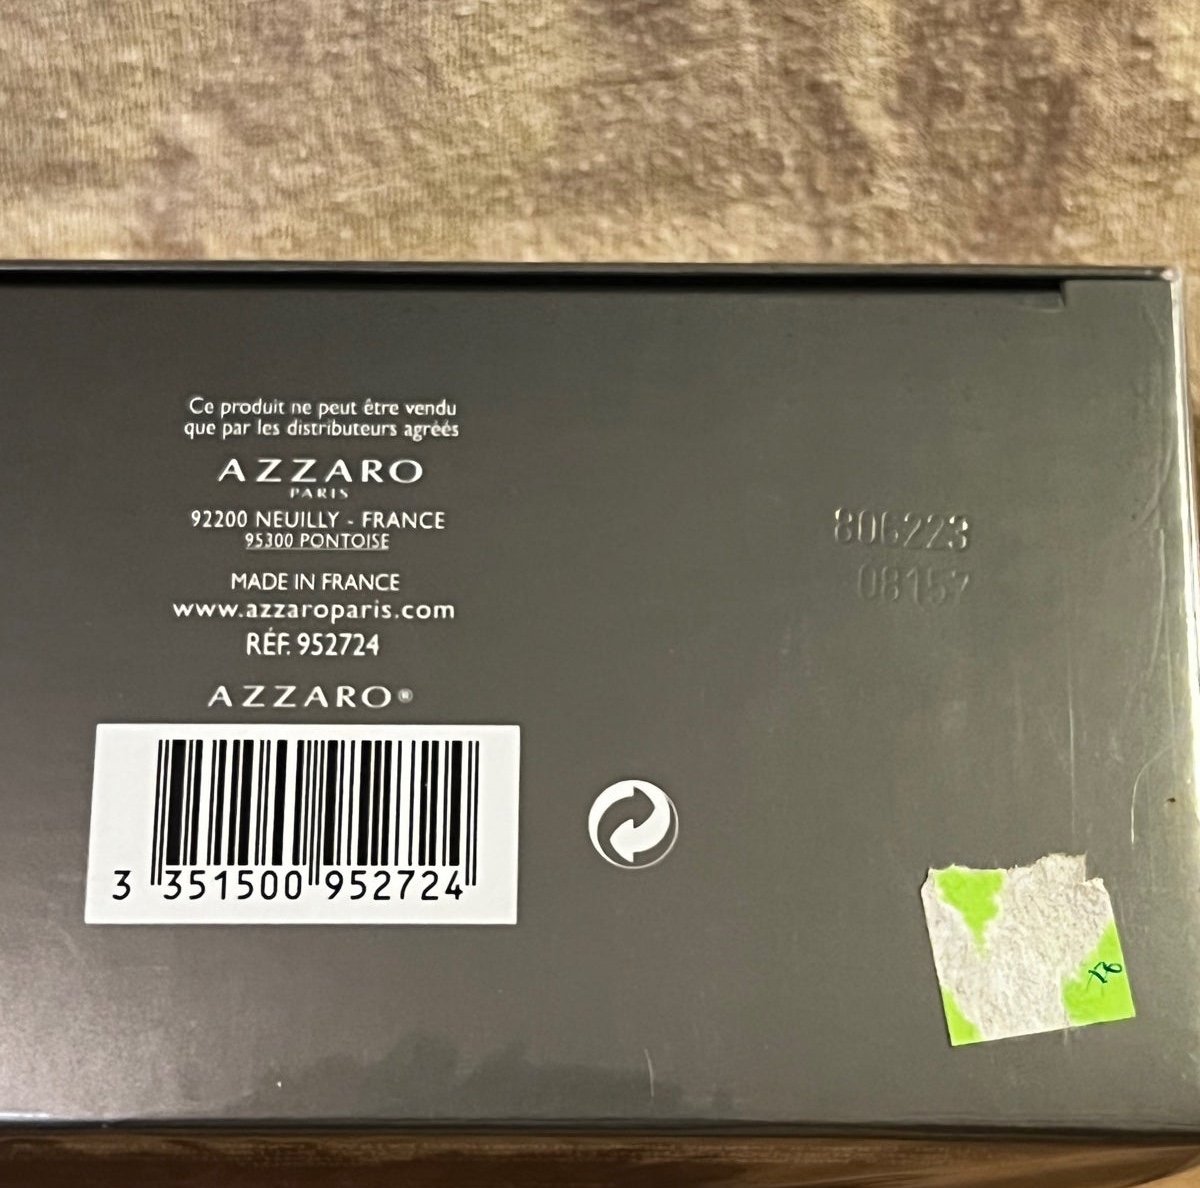 Ce produit ne peut être vendu
que par les distributeurs agréés
AZZARO
PARIS
92200 NEUILLY - FRANCE
95300 PONTOISE
MADE IN FRANCE
www.azzaroparis.com
RÉF. 952724
AZZARO®
3 351500 952724
806223
08157